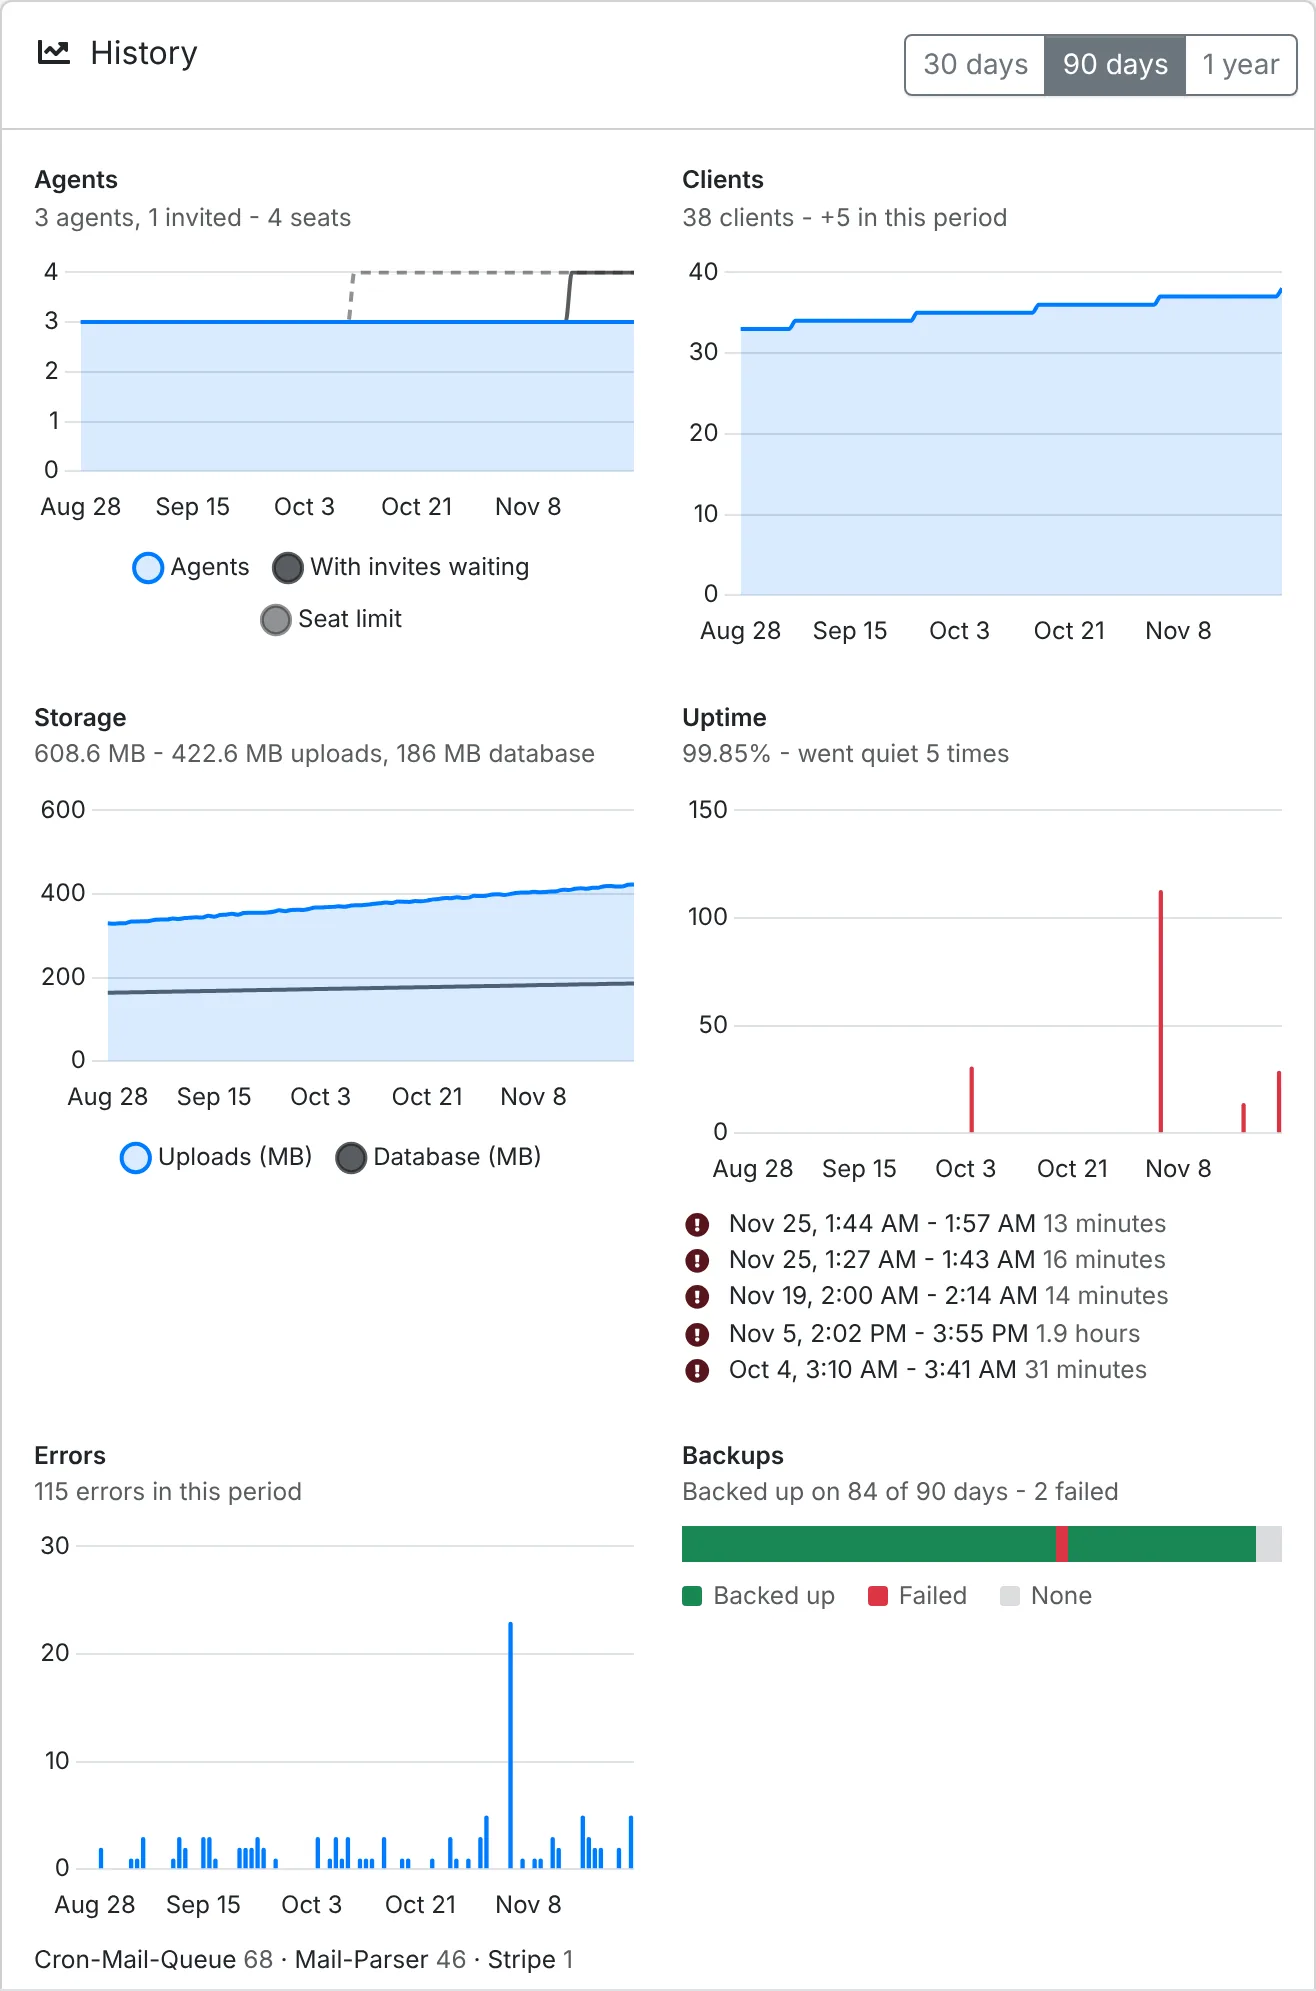 History
30 days 90 days 1 year
Agents
3 agents, 1 invited - 4 seats
4
3
2
1
0
Aug 28 Sep 15 Oct 3 Oct 21 Nov 8
Agents With invites waiting
Seat limit
Clients
38 clients - +5 in this period
40
30
20
10
0
Aug 28 Sep 15 Oct 3 Oct 21 Nov 8
Storage
608.6 MB - 422.6 MB uploads, 186 MB database
600
400
200
0
Aug 28 Sep 15 Oct 3 Oct 21 Nov 8
Uploads (MB) Database (MB)
Uptime
99.85% - went quiet 5 times
150
100
50
0
Aug 28 Sep 15 Oct 3 Oct 21 Nov 8
Nov 25, 1:44 AM - 1:57 AM 13 minutes
Nov 25, 1:27 AM - 1:43 AM 16 minutes
Nov 19, 2:00 AM - 2:14 AM 14 minutes
Nov 5, 2:02 PM - 3:55 PM 1.9 hours
Oct 4, 3:10 AM - 3:41 AM 31 minutes
Errors
115 errors in this period
30
20
10
0
Aug 28 Sep 15 Oct 3 Oct 21 Nov 8
Cron-Mail-Queue 68 · Mail-Parser 46 · Stripe 1
Backups
Backed up on 84 of 90 days - 2 failed
Backed up Failed None